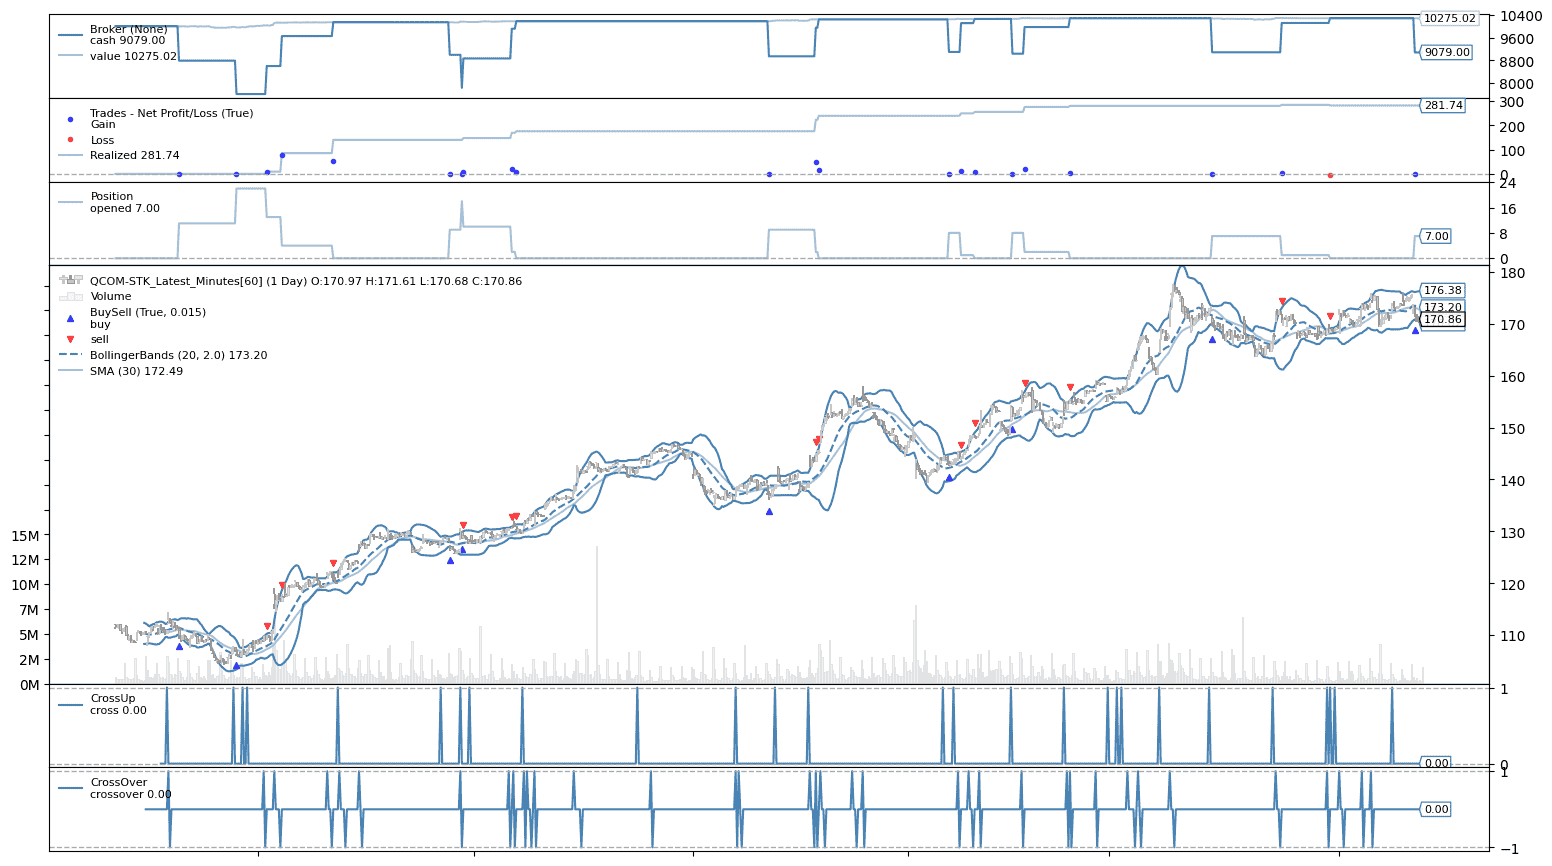 Broker (None)
cash 9079.00
value 10275.02
10400
9600
8800
8000
10275.02
9079.00
Trades - Net Profit/Loss (True)
Gain
Loss
Realized 281.74
300
200
100
0
281.74
Position
opened 7.00
24
16
8
0
7.00
QCOM-STK_Latest_Minutes[60] (1 Day) O:170.97 H:171.61 L:170.68 C:170.86
Volume
BuySell (True, 0.015)
buy
sell
BollingerBands (20, 2.0) 173.20
SMA (30) 172.49
180
170
160
150
140
130
120
110
176.38
173.20
170.86
15M
12M
10M
7M
5M
2M
0M
CrossUp
cross 0.00
1
0
0.00
CrossOver
crossover 0.00
1
−1
0.00